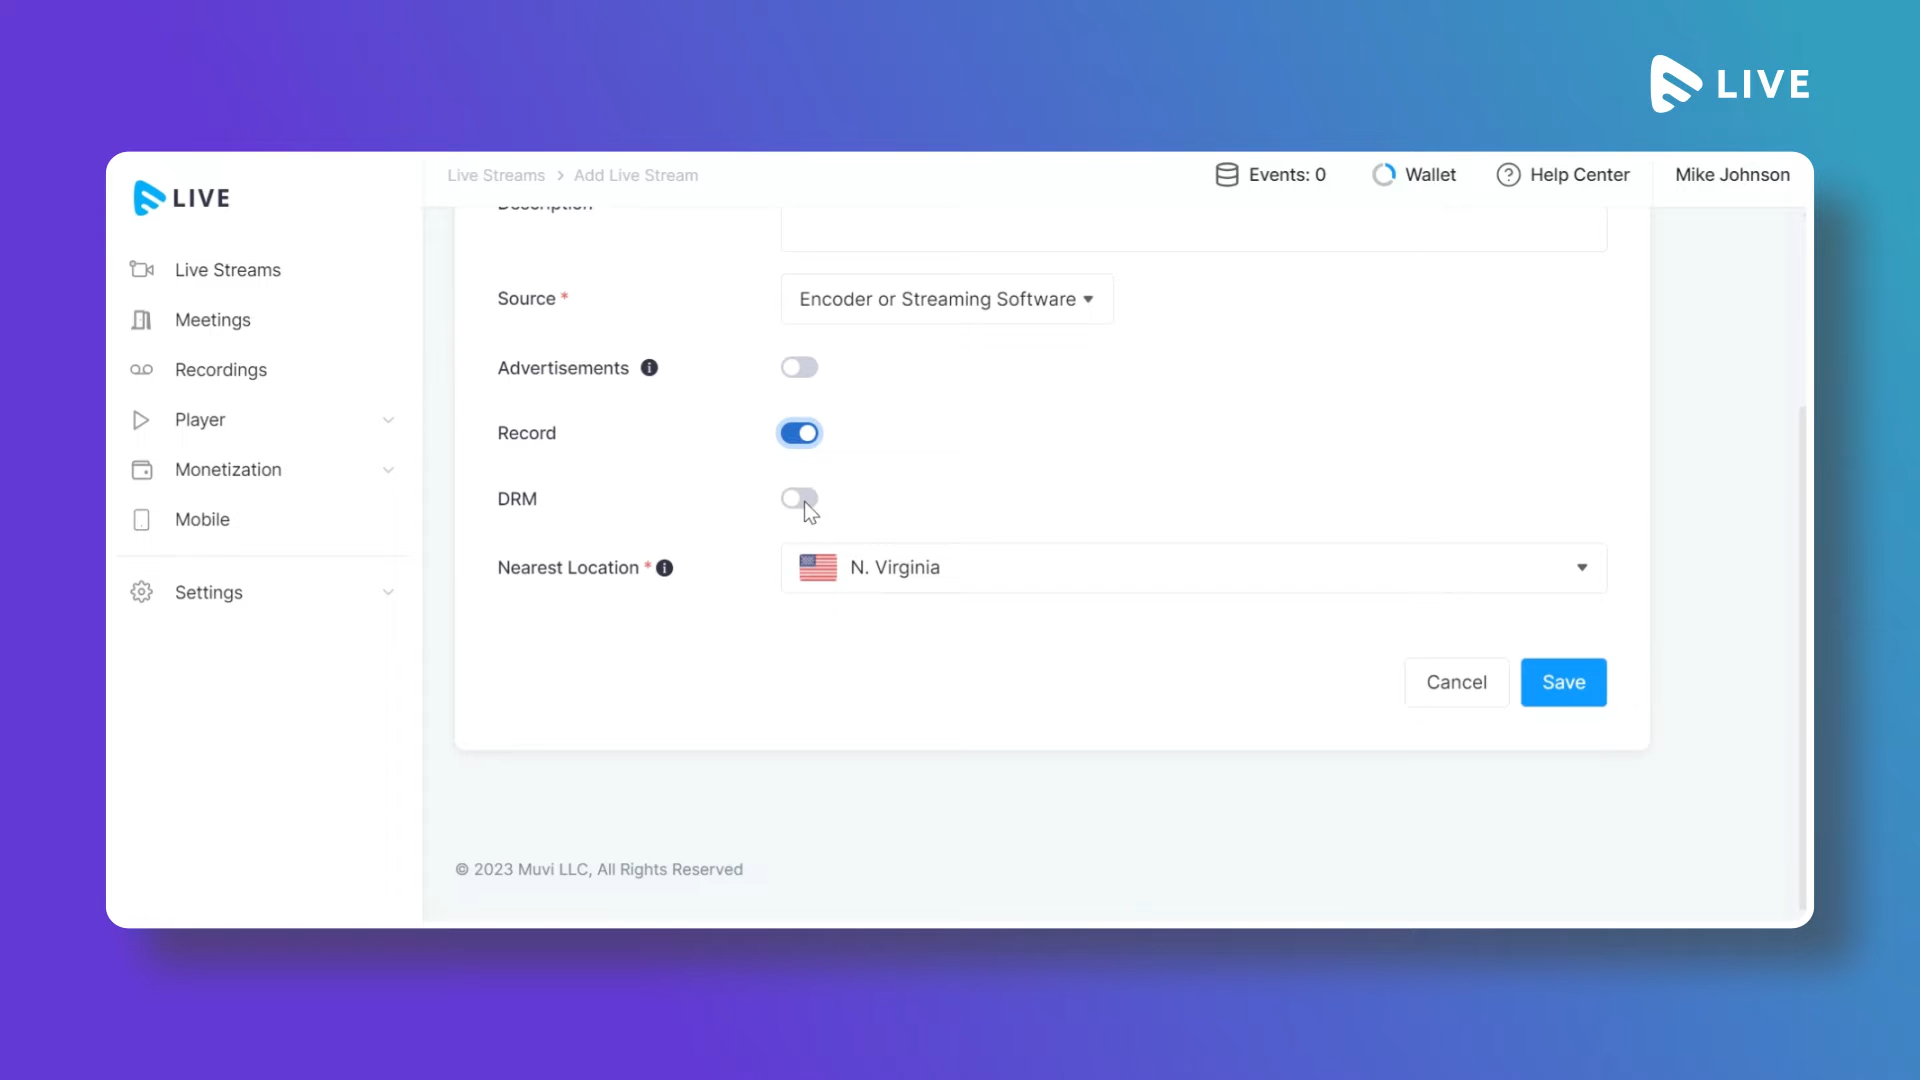 LIVE
LIVE
Live Streams > Add Live Stream
Events: 0
Wallet
Help Center
Mike Johnson
Live Streams
Meetings
Recordings
Player
Monetization
Mobile
Settings
Description
Source *
Encoder or Streaming Software
Advertisements
Record
DRM
Nearest Location *
N. Virginia
Cancel
Save
© 2023 Muvi LLC, All Rights Reserved